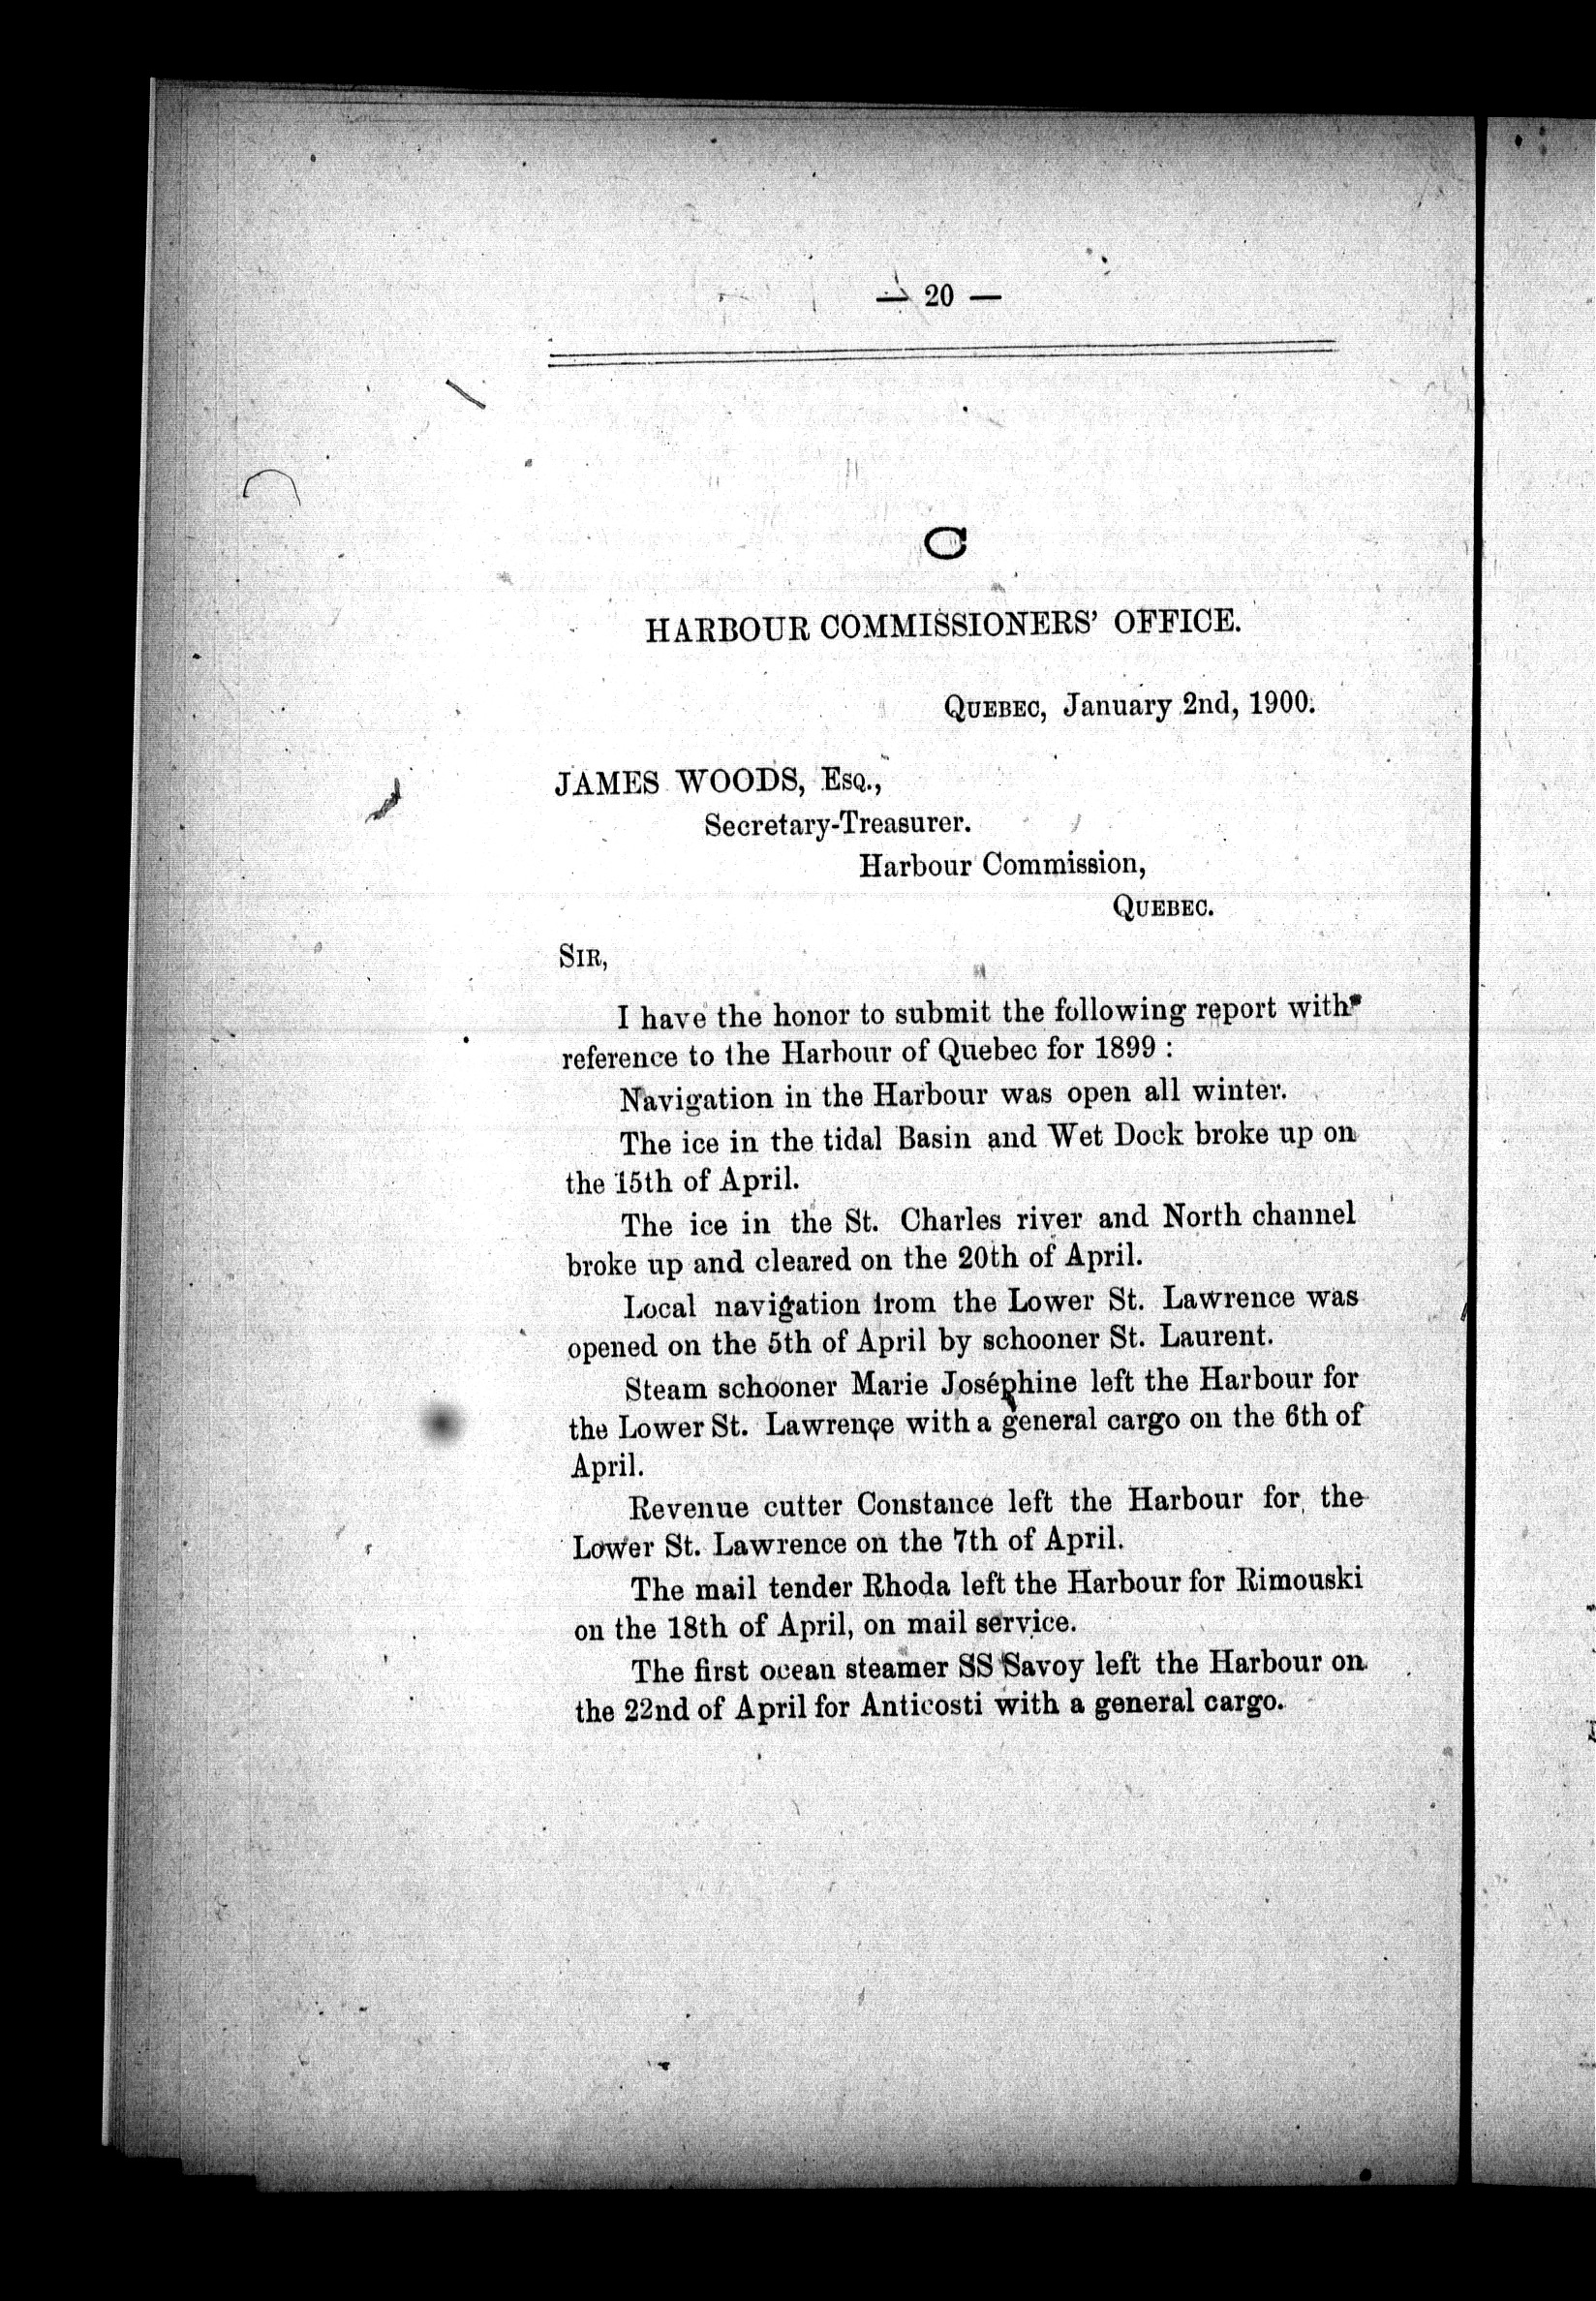 — 20 —
C
HARBOUR COMMISSIONERS' OFFICE.
QUEBEC, January 2nd, 1900.
JAMES WOODS, ESQ.,
Secretary-Treasurer.
Harbour Commission,
QUEBEC.
SIR,
I have the honor to submit the following report with
reference to the Harbour of Quebec for 1899 :
Navigation in the Harbour was open all winter.
The ice in the tidal Basin and Wet Dock broke up on
the 15th of April.
The ice in the St. Charles river and North channel
broke up and cleared on the 20th of April.
Local navigation from the Lower St. Lawrence was
opened on the 5th of April by schooner St. Laurent.
Steam schooner Marie Joséphine left the Harbour for
the Lower St. Lawrence with a general cargo on the 6th of
April.
Revenue cutter Constance left the Harbour for the
Lower St. Lawrence on the 7th of April.
The mail tender Rhoda left the Harbour for Rimouski
on the 18th of April, on mail service.
The first ocean steamer SS Savoy left the Harbour on
the 22nd of April for Anticosti with a general cargo.